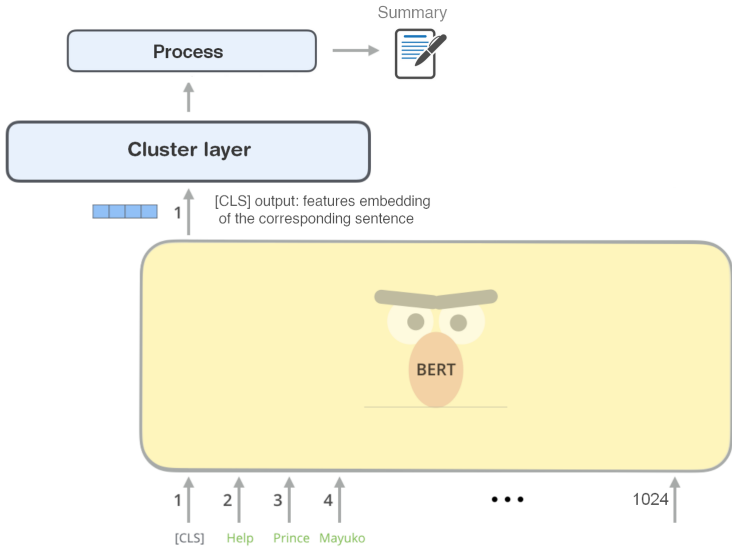 Summary
Process
Cluster layer
1
[CLS] output: features embedding
of the corresponding sentence
BERT
1 2 3 4 ••• 1024
[CLS] Help Prince Mayuko